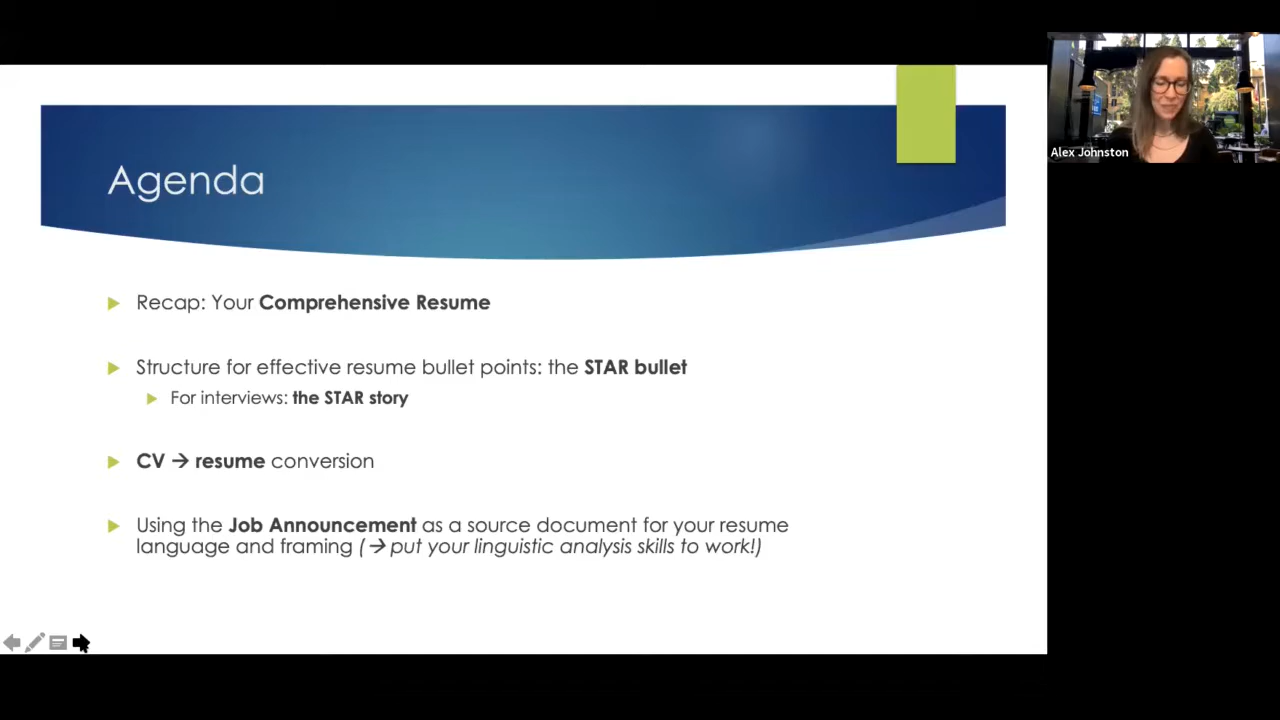 Agenda
Alex Johnston
Recap: Your Comprehensive Resume
Structure for effective resume bullet points: the STAR bullet
For interviews: the STAR story
CV → resume conversion
Using the Job Announcement as a source document for your resume
language and framing (→ put your linguistic analysis skills to work!)